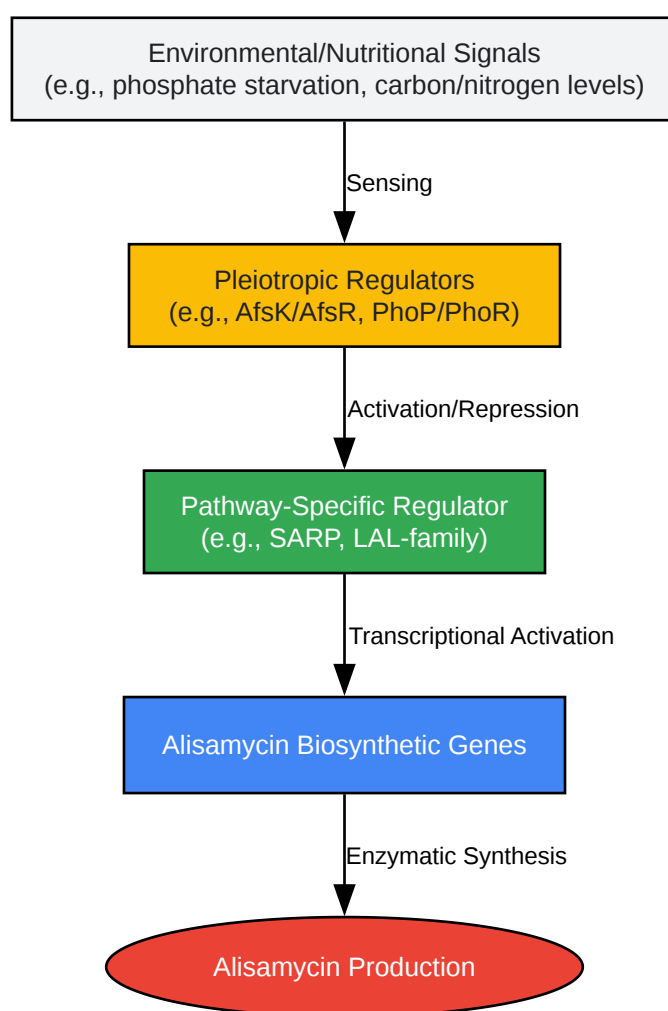 Environmental/Nutritional Signals
(e.g., phosphate starvation, carbon/nitrogen levels)
Sensing
Pleiotropic Regulators
(e.g., AfsK/AfsR, PhoP/PhoR)
Activation/Repression
Pathway-Specific Regulator
(e.g., SARP, LAL-family)
Transcriptional Activation
Alisamycin Biosynthetic Genes
Enzymatic Synthesis
Alisamycin Production